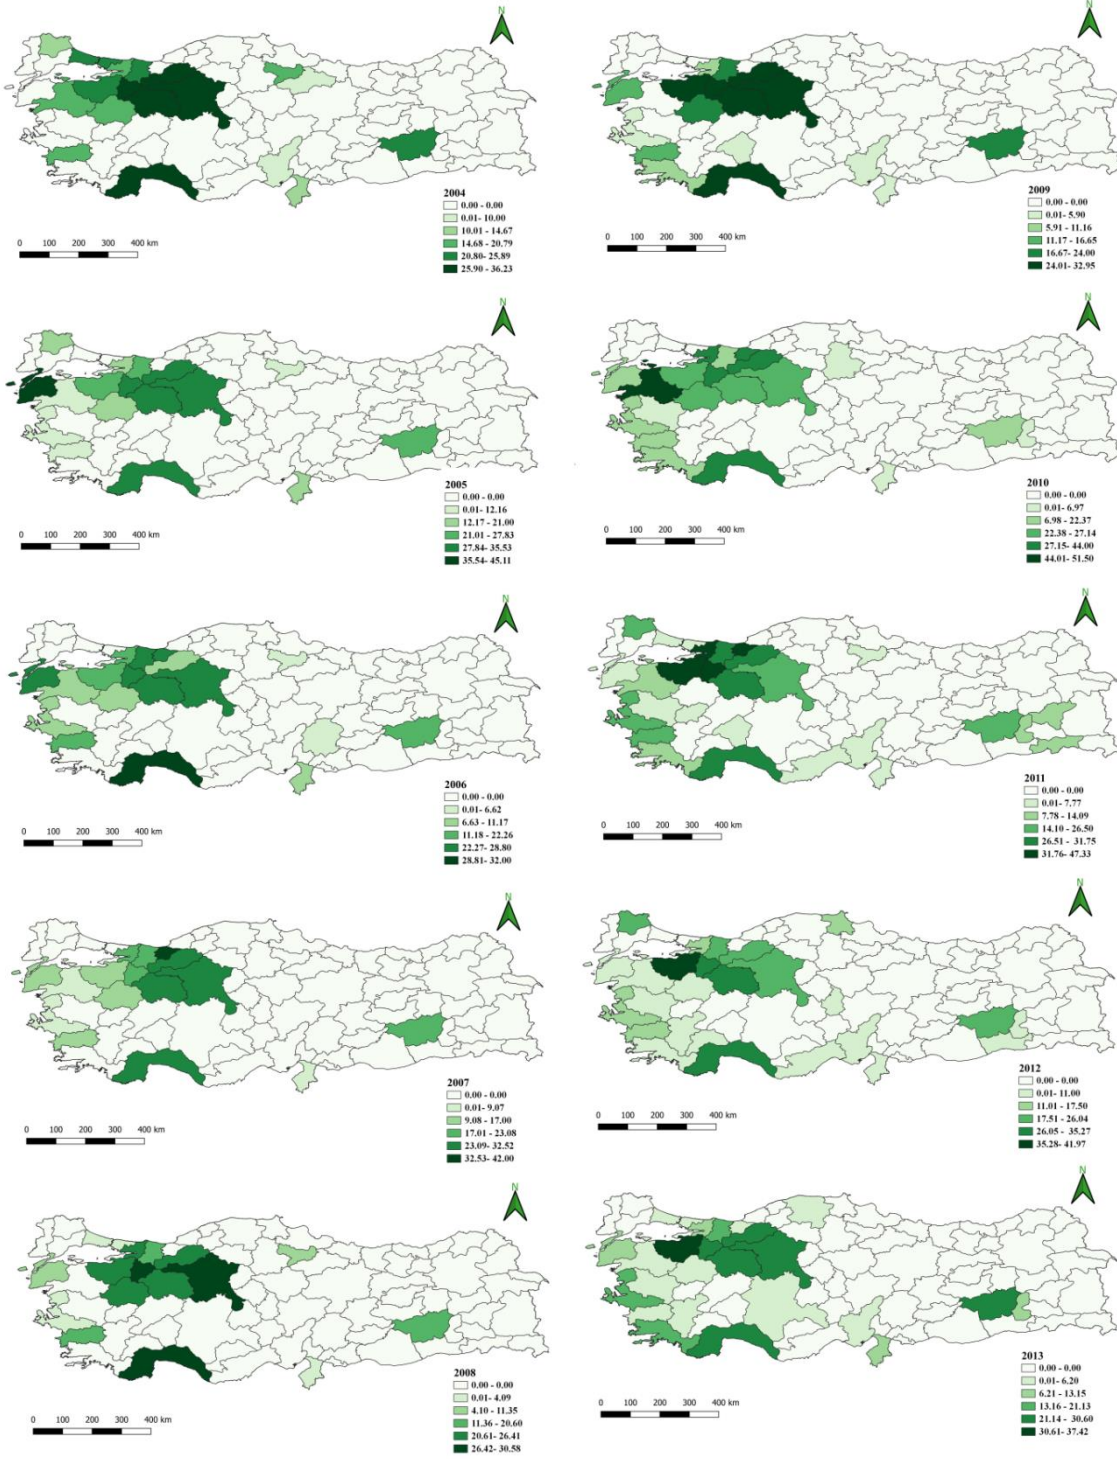 N
2004
0.00 - 0.00
0.01- 10.00
10.01 - 14.67
14.68 - 20.79
20.80- 25.89
25.90 - 36.23
0 100 200 300 400 km
N
2009
0.00 - 0.00
0.01- 5.90
5.91 - 11.16
11.17 - 16.65
16.67- 24.00
24.01- 32.95
0 100 200 300 400 km
N
2005
0.00 - 0.00
0.01- 12.16
12.17 - 21.00
21.01 - 27.83
27.84- 35.53
35.54- 45.11
0 100 200 300 400 km
N
2010
0.00 - 0.00
0.01- 6.97
6.98 - 22.37
22.38 - 27.14
27.15- 44.00
44.01- 51.50
0 100 200 300 400 km
N
2006
0.00 - 0.00
0.01- 6.62
6.63 - 11.17
11.18 - 22.26
22.27- 28.80
28.81- 32.00
0 100 200 300 400 km
N
2011
0.00 - 0.00
0.01- 7.77
7.78 - 14.09
14.10 - 26.50
26.51 - 31.75
31.76- 47.33
0 100 200 300 400 km
N
2007
0.00 - 0.00
0.01- 9.07
9.08 - 17.00
17.01 - 23.08
23.09- 32.52
32.53- 42.00
0 100 200 300 400 km
N
2012
0.00 - 0.00
0.01- 11.00
11.01 - 17.50
17.51 - 26.04
26.05 - 35.27
35.28- 41.97
0 100 200 300 400 km
N
2008
0.00 - 0.00
0.01- 4.09
4.10 - 11.35
11.36 - 20.60
20.61- 26.41
26.42- 30.58
0 100 200 300 400 km
N
2013
0.00 - 0.00
0.01- 6.20
6.21 - 13.15
13.16 - 21.13
21.14 - 30.60
30.61- 37.42
0 100 200 300 400 km